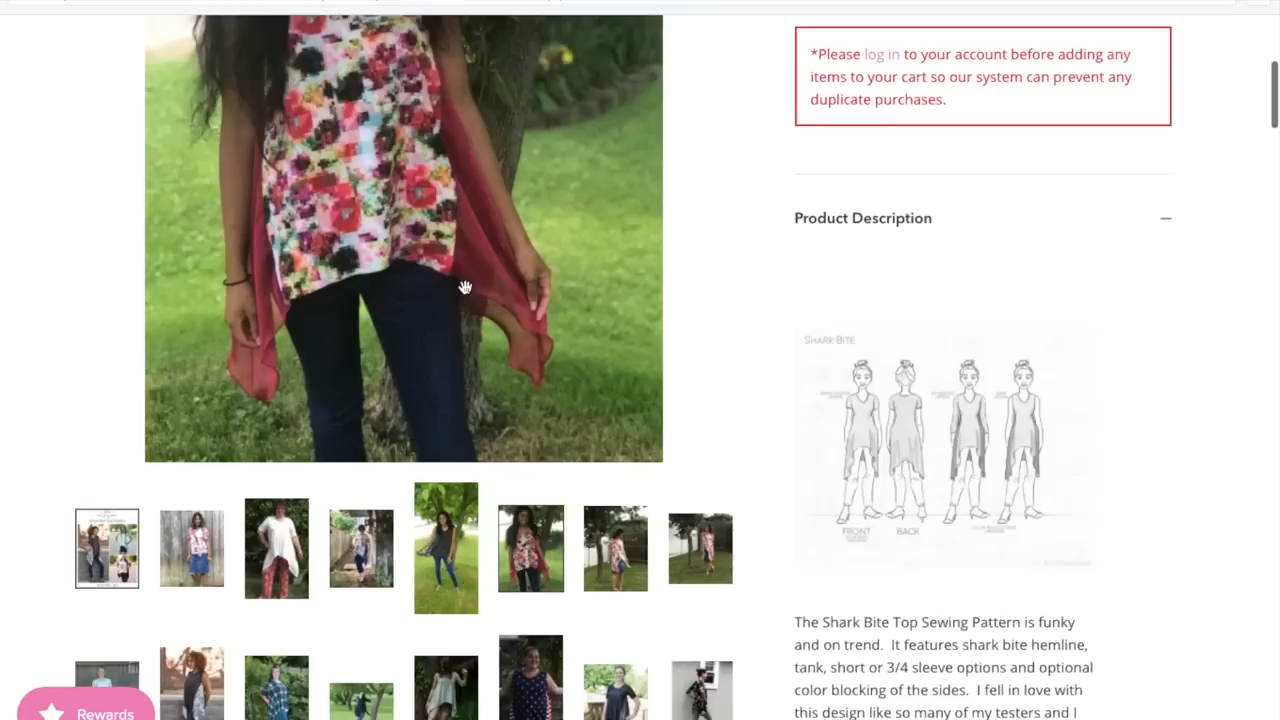 *Please log in to your account before adding any
items to your cart so our system can prevent any
duplicate purchases.
Product Description
SHARK BITE
FRONT
BACK
The Shark Bite Top Sewing Pattern is funky
and on trend. It features shark bite hemline,
tank, short or 3/4 sleeve options and optional
color blocking of the sides. I fell in love with
this design like so many of my testers and I
Rewards